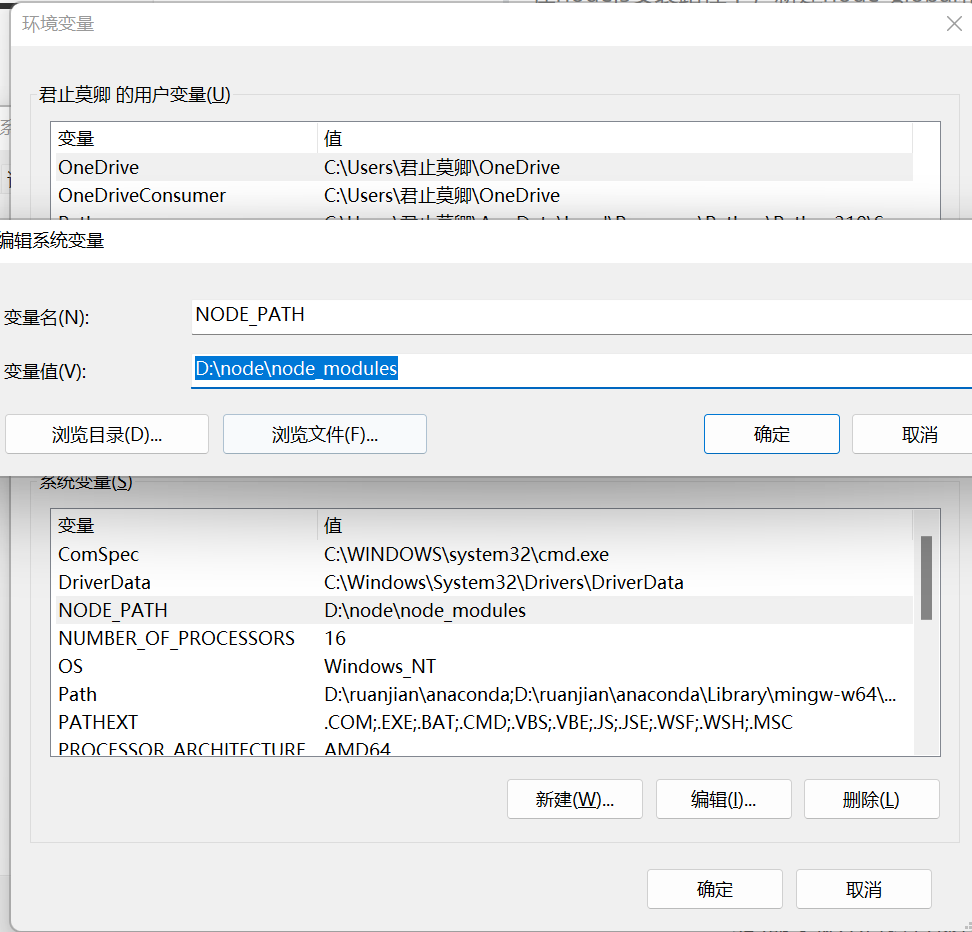 环境变量
君止莫卿 的用户变量(U)
变量 值
OneDrive C:\Users\君止莫卿\OneDrive
OneDriveConsumer C:\Users\君止莫卿\OneDrive
编辑系统变量
变量名(N): NODE_PATH
变量值(V): D:\node\node_modules
浏览目录(D)... 浏览文件(F)... 确定 取消
系统变量(S)
变量 值
ComSpec C:\WINDOWS\system32\cmd.exe
DriverData C:\Windows\System32\Drivers\DriverData
NODE_PATH D:\node\node_modules
NUMBER_OF_PROCESSORS 16
OS Windows_NT
Path D:\ruanjian\anaconda;D:\ruanjian\anaconda\Library\mingw-w64\...
PATHEXT .COM;.EXE;.BAT;.CMD;.VBS;.VBE;.JS;.JSE;.WSF;.WSH;.MSC
PROCESSOR_ARCHITECTURE AMD64
新建(W)... 编辑(I)... 删除(L)
确定 取消